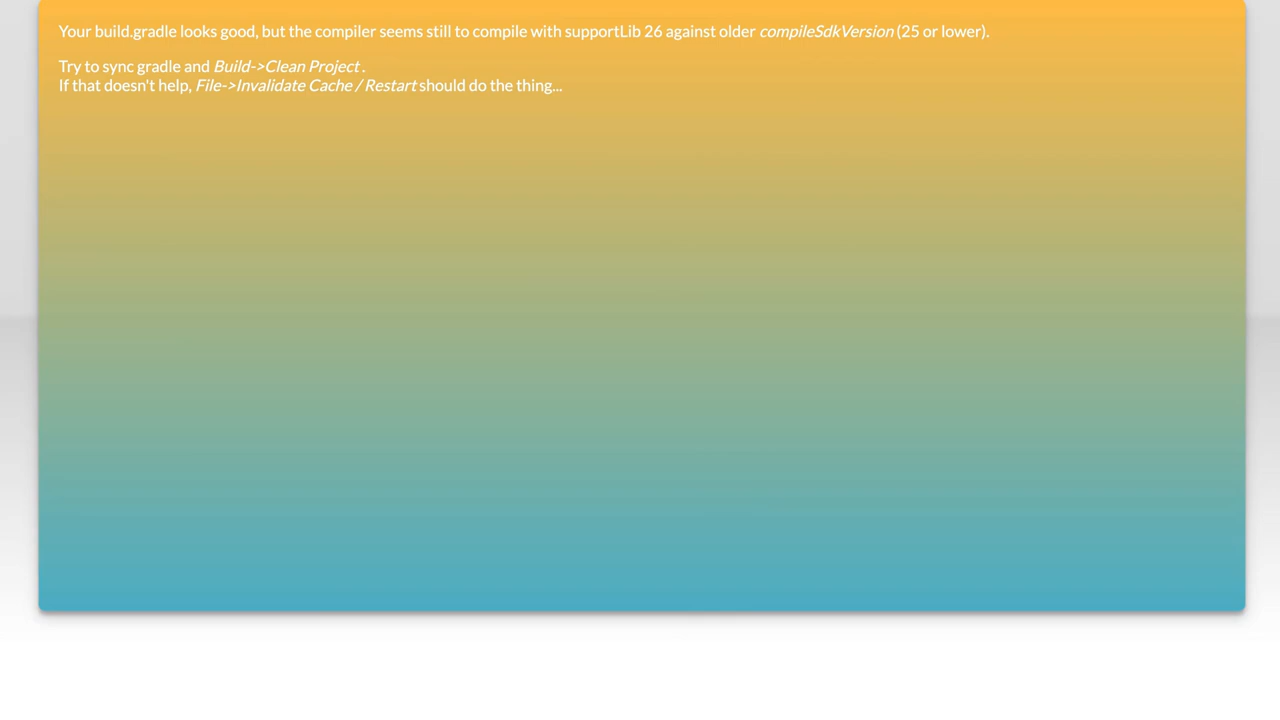 Your build.gradle looks good, but the compiler seems still to compile with supportLib 26 against older compileSdkVersion (25 or lower).
Try to sync gradle and Build->Clean Project .
If that doesn't help, File->Invalidate Cache / Restart should do the thing...